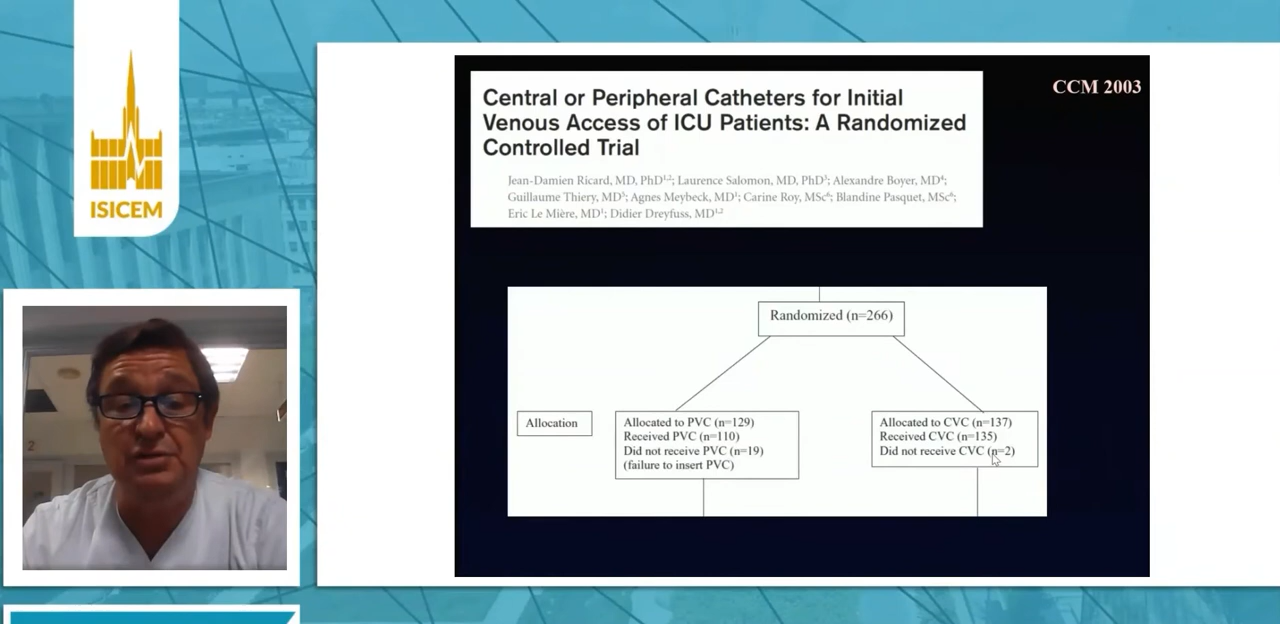 ISICEM
CCM 2003
Central or Peripheral Catheters for Initial
Venous Access of ICU Patients: A Randomized
Controlled Trial
Jean-Damien Ricard, MD, PhD1,2; Laurence Salomon, MD, PhD3; Alexandre Boyer, MD4;
Guillaume Thiery, MD5; Agnes Meybeck, MD1; Carine Roy, MSc6; Blandine Pasquet, MSc6;
Eric Le Mière, MD1; Didier Dreyfuss, MD1,2
Randomized (n=266)
Allocation
Allocated to PVC (n=129)
Received PVC (n=110)
Did not receive PVC (n=19)
(failure to insert PVC)
Allocated to CVC (n=137)
Received CVC (n=135)
Did not receive CVC (n=2)
2